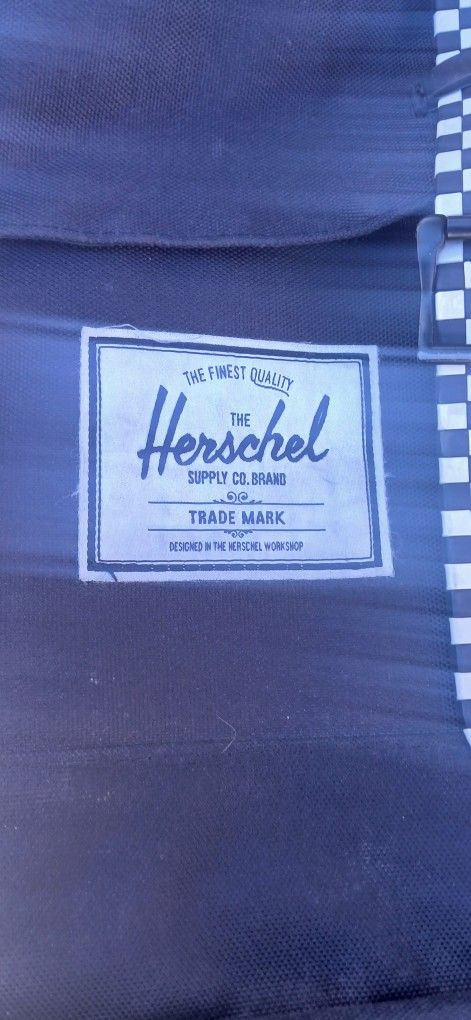 THE FINEST QUALITY
THE
Herschel
SUPPLY CO. BRAND
TRADE MARK
DESIGNED IN THE HERSCHEL WORKSHOP